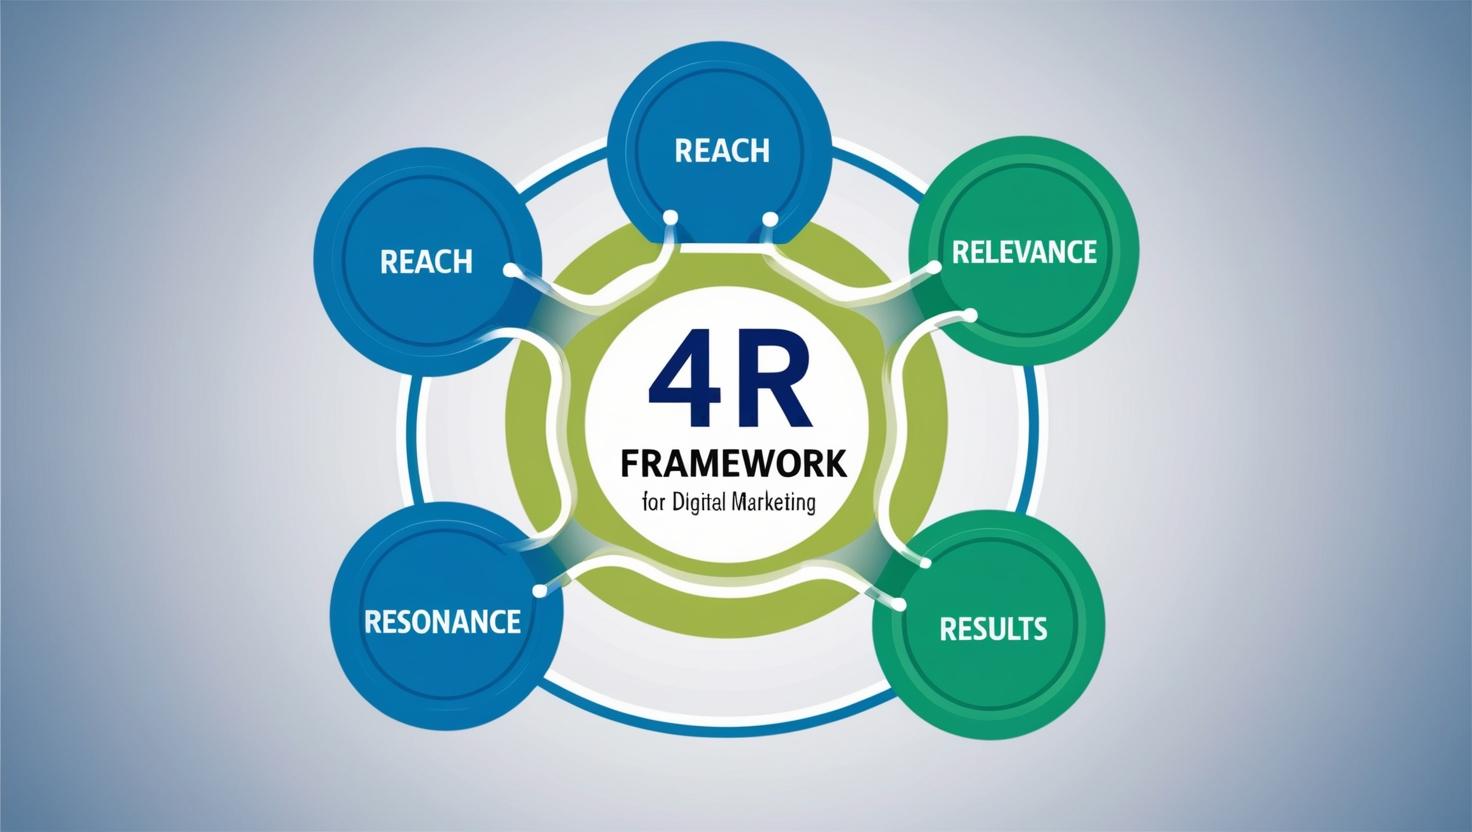 REACH
REACH
RELEVANCE
4R
FRAMEWORK
for Digital Marketing
RESONANCE
RESULTS